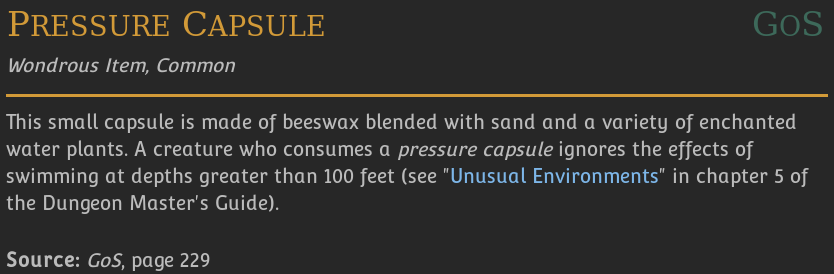 Pressure Capsule GoS
Wondrous Item, Common
This small capsule is made of beeswax blended with sand and a variety of enchanted
water plants. A creature who consumes a pressure capsule ignores the effects of
swimming at depths greater than 100 feet (see "Unusual Environments" in chapter 5 of
the Dungeon Master's Guide).
Source: GoS, page 229